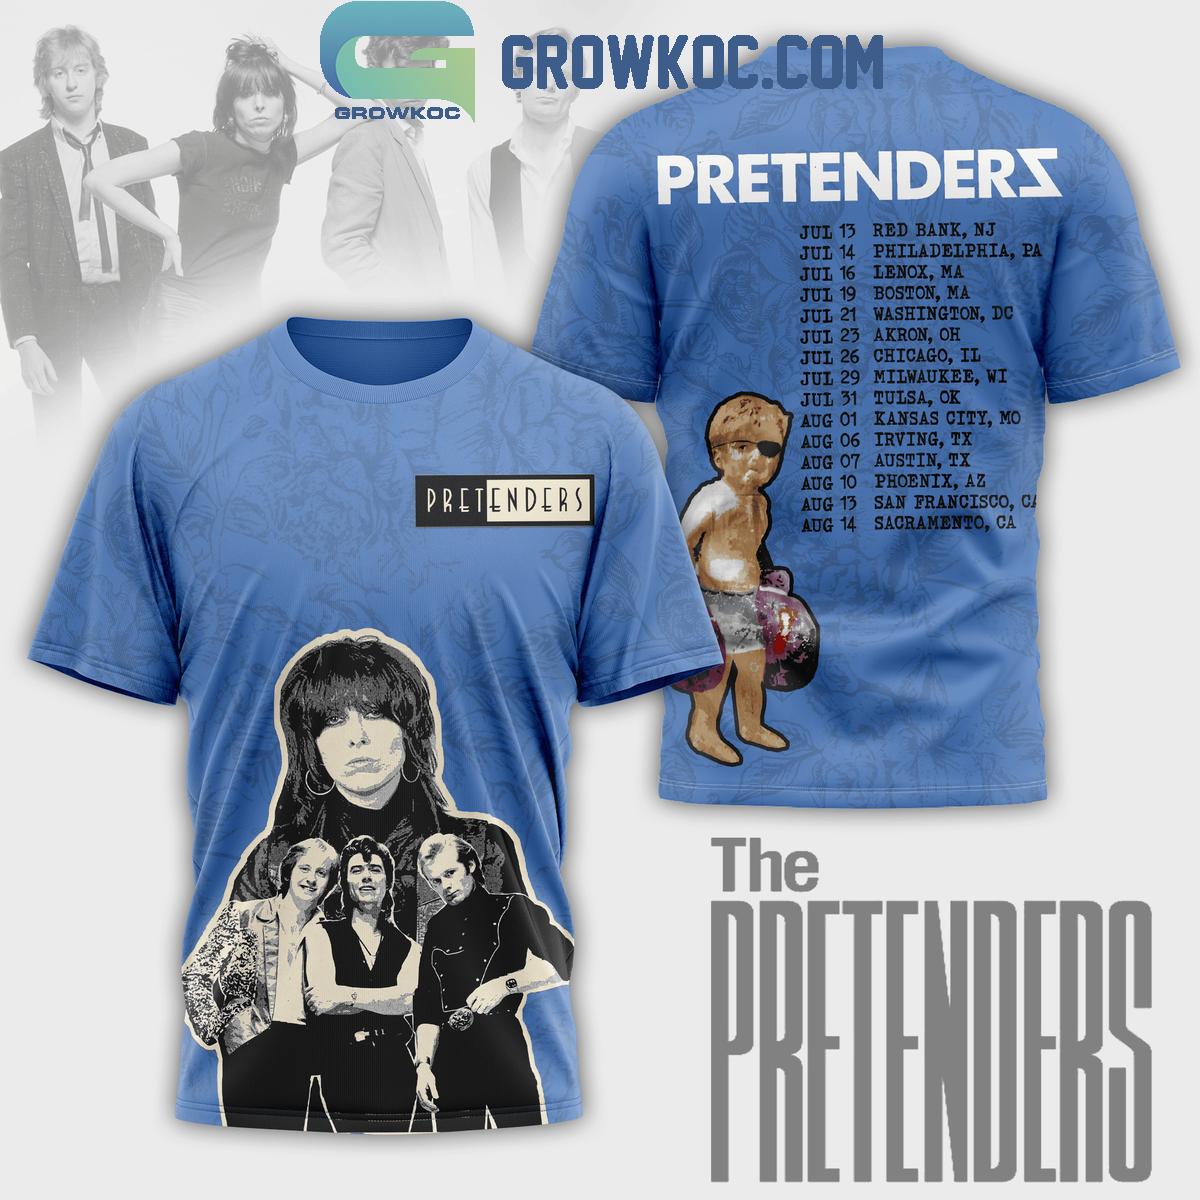 GROWKOC
GROWKOC.COM
PRETENDERS
JUL 13 RED BANK, NJ
JUL 14 PHILADELPHIA, PA
JUL 16 LENOX, MA
JUL 19 BOSTON, MA
JUL 21 WASHINGTON, DC
JUL 23 AKRON, OH
JUL 26 CHICAGO, IL
JUL 29 MILWAUKEE, WI
JUL 31 TULSA, OK
AUG 01 KANSAS CITY, MO
AUG 06 IRVING, TX
AUG 07 AUSTIN, TX
AUG 10 PHOENIX, AZ
AUG 13 SAN FRANCISCO, CA
AUG 14 SACRAMENTO, CA
PRETENDERS
The
PRETENDERS